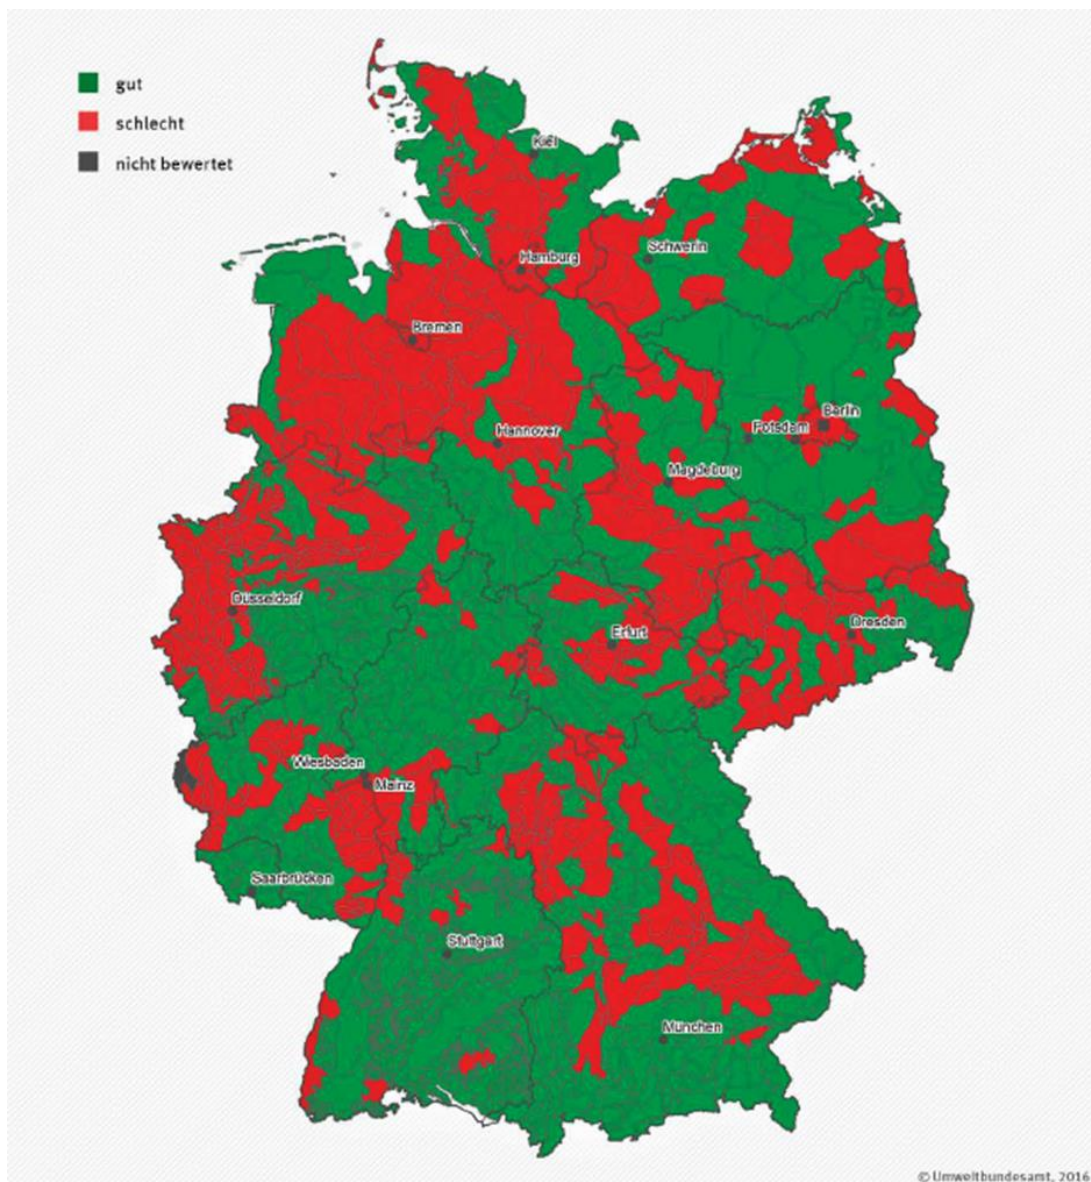 gut
schlecht
nicht bewertet
Kiel
Schwerin
Hamburg
Bremen
Berlin
Potsdam
Hannover
Magdeburg
Düsseldorf
Dresden
Erfurt
Wiesbaden
Mainz
Saarbrücken
Stuttgart
München
© Umweltbundesamt, 2016